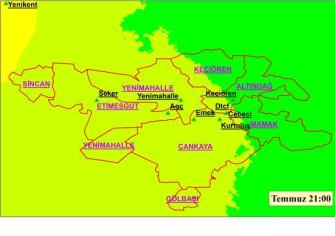 Yenikent
KEÇİÖREN
SİNCAN
YENİMAHALLE
ALTINDAĞ
Şeker
Yenimahalle
Keçiören
ETİMESGUT
Aoç
Dtcf
Emek
Cebeci
Kurtuluş
MAMAK
YENİMAHALLE
ÇANKAYA
GÖLBAŞI
Temmuz 21:00